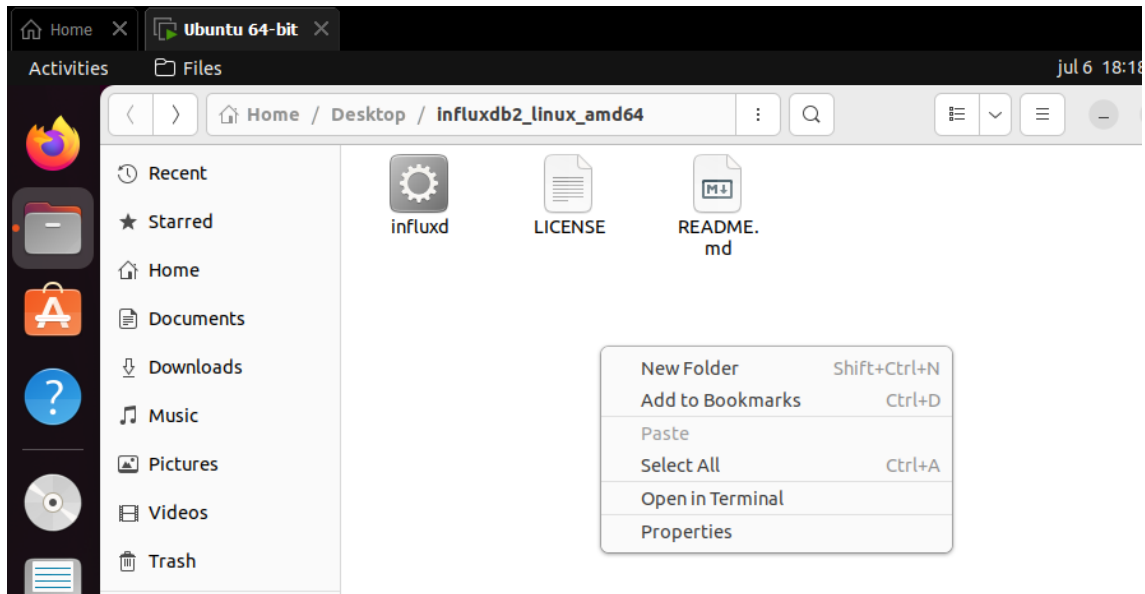 Home
Ubuntu 64-bit
Activities Files jul 6 18:18
Home / Desktop / influxdb2_linux_amd64
Recent
Starred
Home
Documents
Downloads
Music
Pictures
Videos
Trash
influxd
LICENSE
README.
md
M
New Folder Shift+Ctrl+N
Add to Bookmarks Ctrl+D
Paste
Select All Ctrl+A
Open in Terminal
Properties